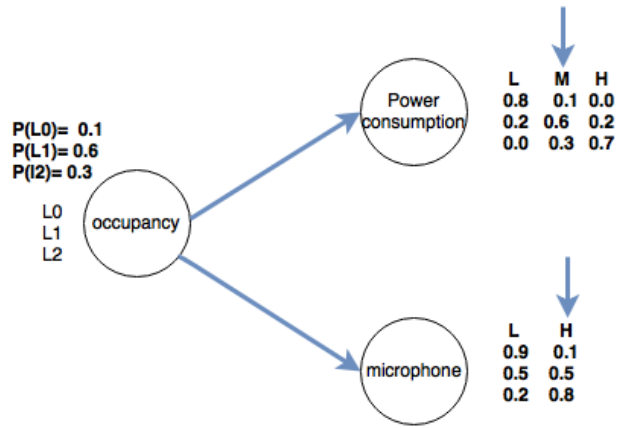 P(L0)= 0.1
P(L1)= 0.6
P(l2)= 0.3
L0
L1
L2
occupancy
Power
consumption
L M H
0.8 0.1 0.0
0.2 0.6 0.2
0.0 0.3 0.7
microphone
L H
0.9 0.1
0.5 0.5
0.2 0.8